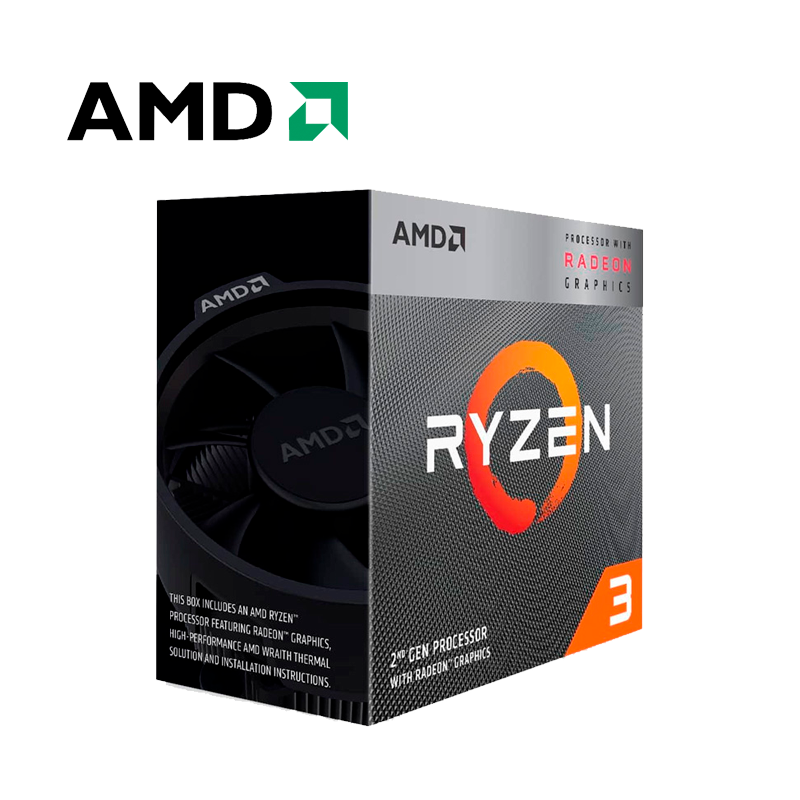 AMD
AMD
PROCESSOR WITH
RADEON
GRAPHICS
AMD
AMD
RYZEN
3
2ND GEN PROCESSOR
WITH RADEON™ GRAPHICS
THIS BOX INCLUDES AN AMD RYZEN™
PROCESSOR FEATURING RADEON™ GRAPHICS,
HIGH-PERFORMANCE AMD WRAITH THERMAL
SOLUTION AND INSTALLATION INSTRUCTIONS.